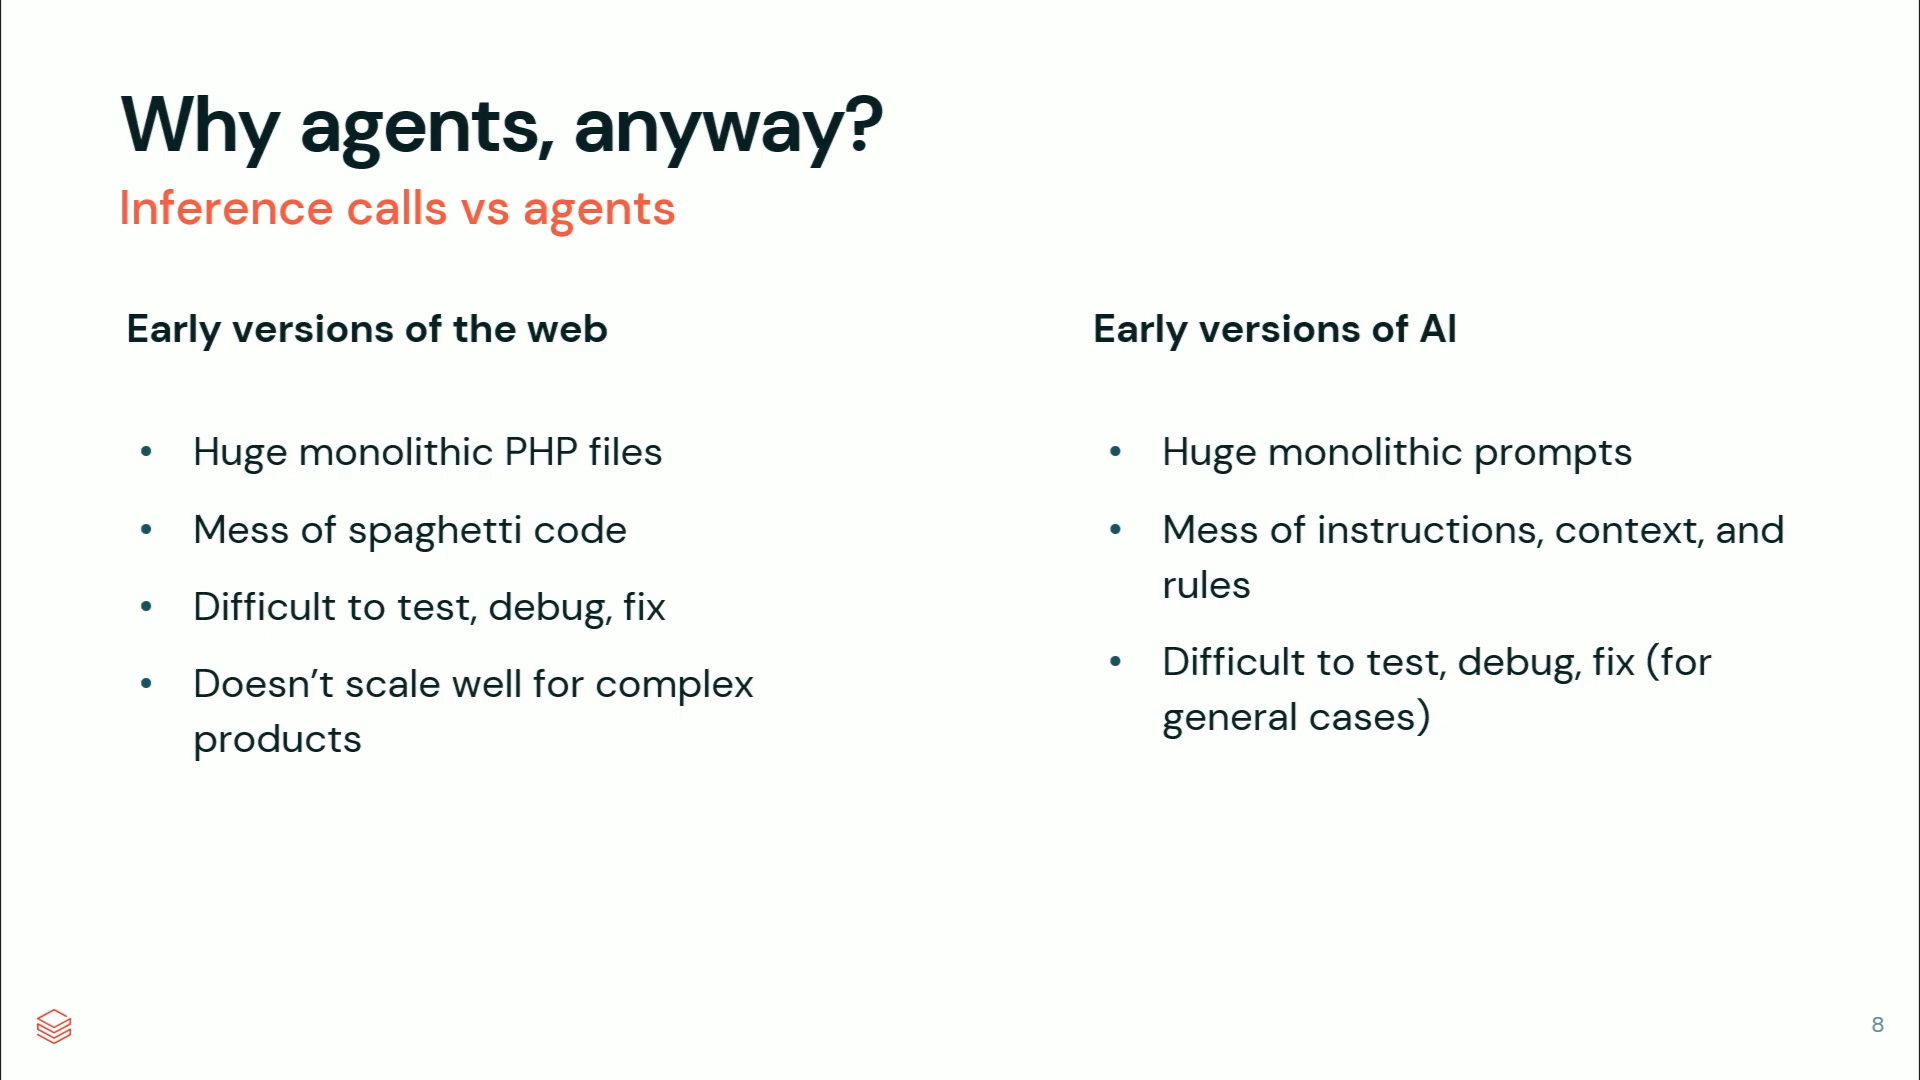 Why agents, anyway?
Inference calls vs agents
Early versions of the web
• Huge monolithic PHP files
• Mess of spaghetti code
• Difficult to test, debug, fix
• Doesn’t scale well for complex
products
Early versions of AI
• Huge monolithic prompts
• Mess of instructions, context, and
rules
• Difficult to test, debug, fix (for
general cases)
8